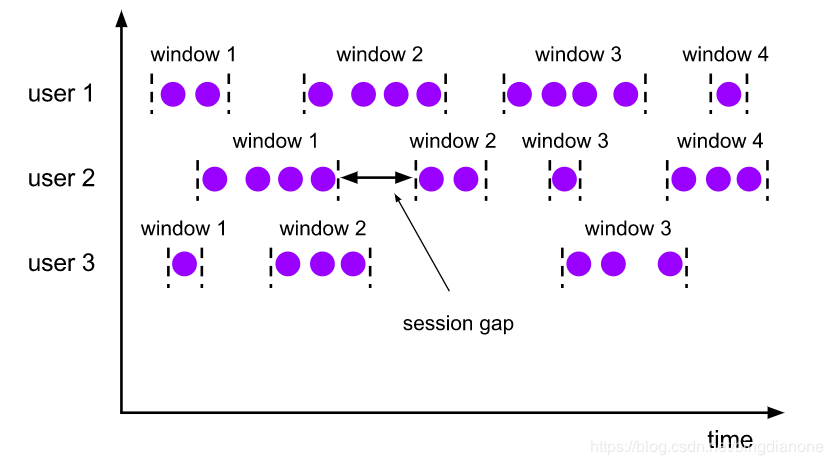 window 1
window 2
window 3
window 4
user 1
window 1
window 2
window 3
window 4
user 2
window 1
window 2
window 3
user 3
session gap
time
https://blog.csdn.net/bingdianone